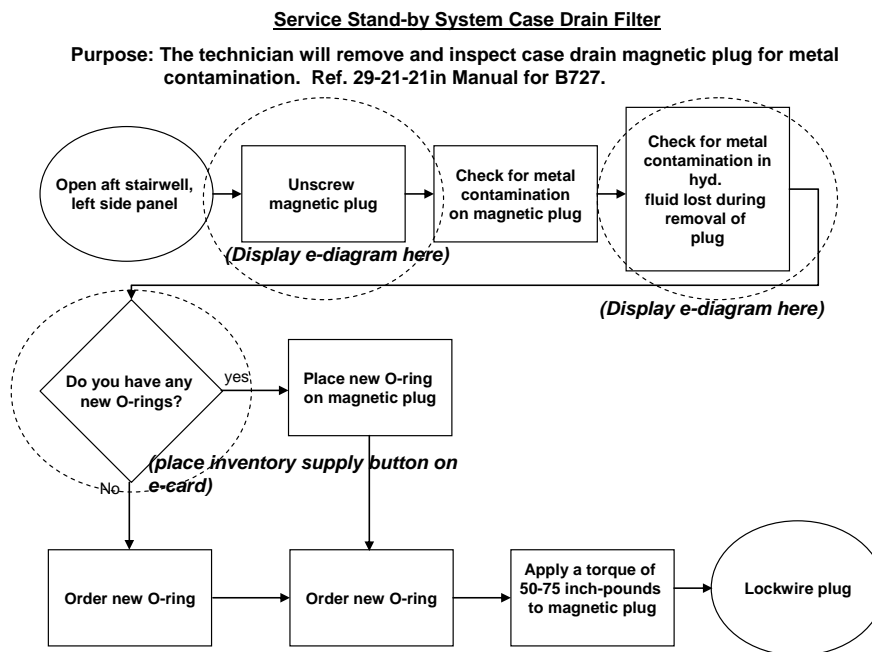 Service Stand-by System Case Drain Filter
Purpose: The technician will remove and inspect case drain magnetic plug for metal
contamination. Ref. 29-21-21in Manual for B727.
Open aft stairwell,
left side panel
Unscrew
magnetic plug
(Display e-diagram here)
Check for metal
contamination
on magnetic plug
Check for metal
contamination in
hyd.
fluid lost during
removal of
plug
(Display e-diagram here)
Do you have any
new O-rings?
yes
Place new O-ring
on magnetic plug
(place inventory supply button on
e-card)
No
Order new O-ring
Order new O-ring
Apply a torque of
50-75 inch-pounds
to magnetic plug
Lockwire plug